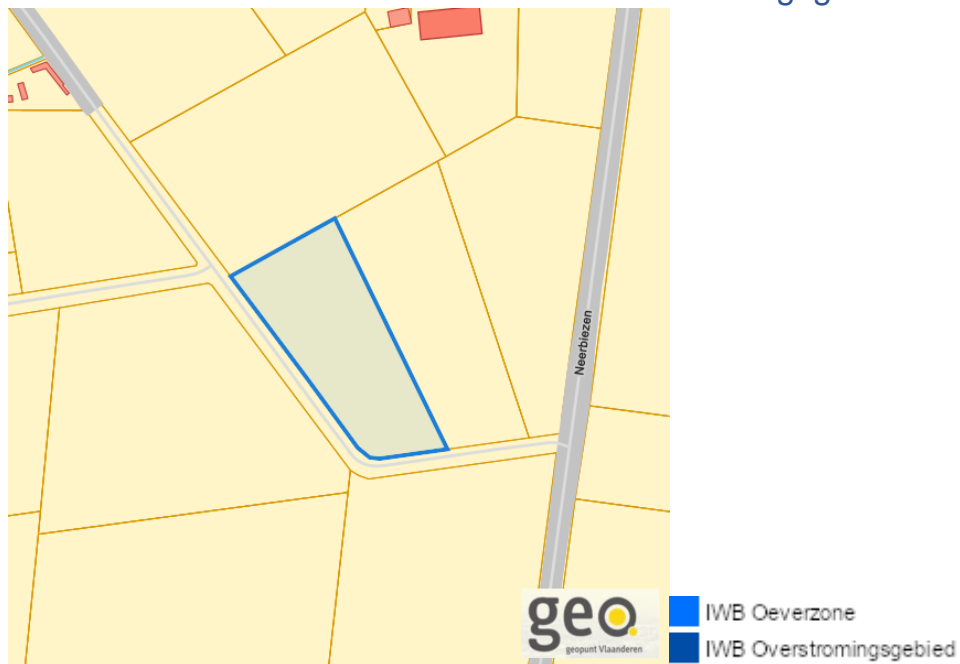 Neerbiezen
geo.
geopunt Vlaanderen
IWB Oeverzone
IWB Overstromingsgebied